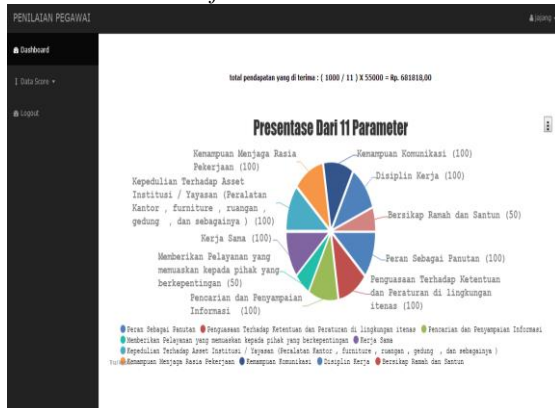 PENILAIAN PEGAWAI
jajang
Dashboard
Data Score
Logout
total pendapatan yang di terima : ( 1000 / 11 ) X 55000 = Rp. 681818,00
Presentase Dari 11 Parameter
Kemampuan Menjaga Rasia
Pekerjaan (100)
Kemampuan Komunikasi (100)
Disiplin Kerja (100)
Kepedulian Terhadap Asset
Institusi / Yayasan (Peralatan
Kantor , furniture , ruangan ,
gedung , dan sebagainya ) (100)
Bersikap Ramah dan Santun (50)
Kerja Sama (100)
Peran Sebagai Panutan (100)
Memberikan Pelayanan yang
memuaskan kepada pihak yang
berkepentingan (50)
Penguasaan Terhadap Ketentuan
dan Peraturan di lingkungan
itenas (100)
Pencarian dan Penyampaian
Informasi (100)
Peran Sebagai Panutan Penguasaan Terhadap Ketentuan dan Peraturan di lingkungan itenas Pencarian dan Penyampaian Informasi
Memberikan Pelayanan yang memuaskan kepada pihak yang berkepentingan Kerja Sama
Kepedulian Terhadap Asset Institusi / Yayasan (Peralatan Kantor , furniture , ruangan , gedung , dan sebagainya )
Kemampuan Menjaga Rasia Pekerjaan Kemampuan Komunikasi Disiplin Kerja Bersikap Ramah dan Santun